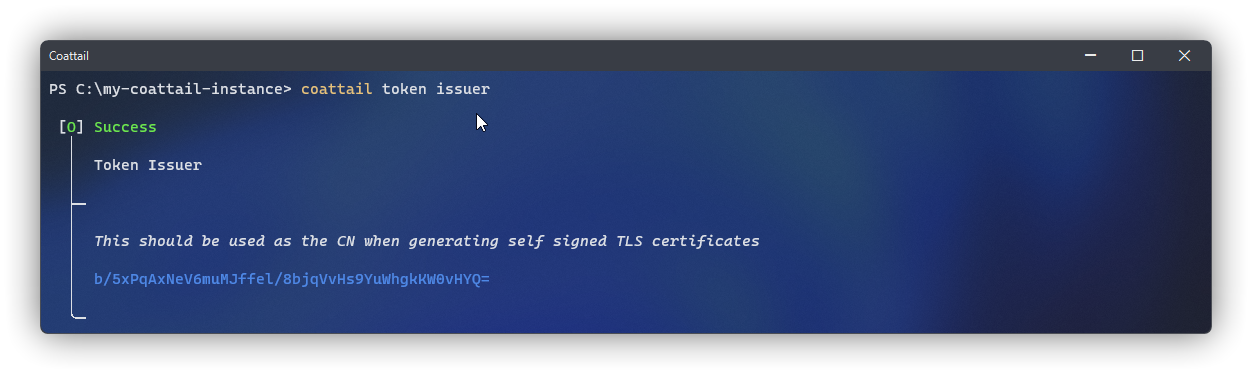 Coattail
PS C:\my-coattail-instance> coattail token issuer
[O] Success
Token Issuer
This should be used as the CN when generating self signed TLS certificates
b/5xPqAxNeV6muMJffel/8bjqVvHs9YuWhgkKW0vHYQ=